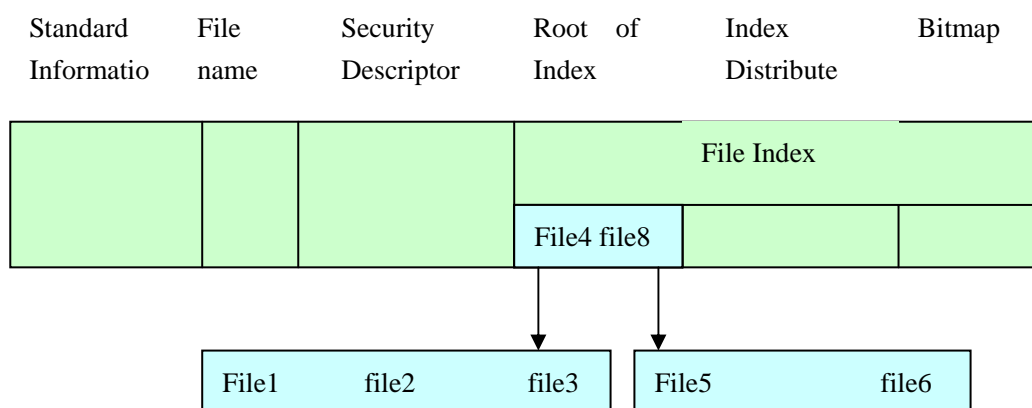 Standard File Security Root of Index Bitmap
Informatio name Descriptor Index Distribute
File Index
File4 file8
File1 file2 file3 File5 file6